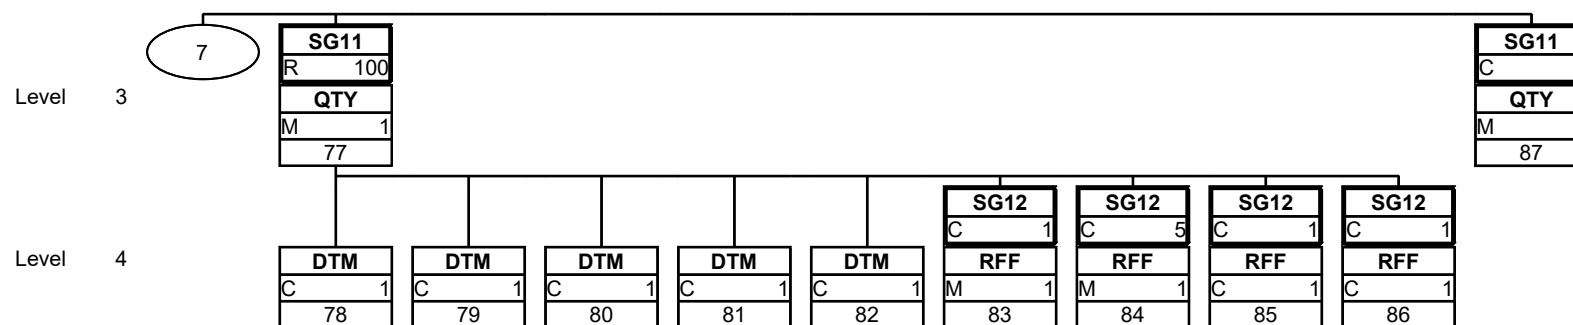 7
SG11
R 100
SG11
C
Level 3
QTY
M 1
77
QTY
M
87
SG12
C 1
SG12
C 5
SG12
C 1
SG12
C 1
Level 4
DTM
C 1
78
DTM
C 1
79
DTM
C 1
80
DTM
C 1
81
DTM
C 1
82
RFF
M 1
83
RFF
M 1
84
RFF
C 1
85
RFF
C 1
86